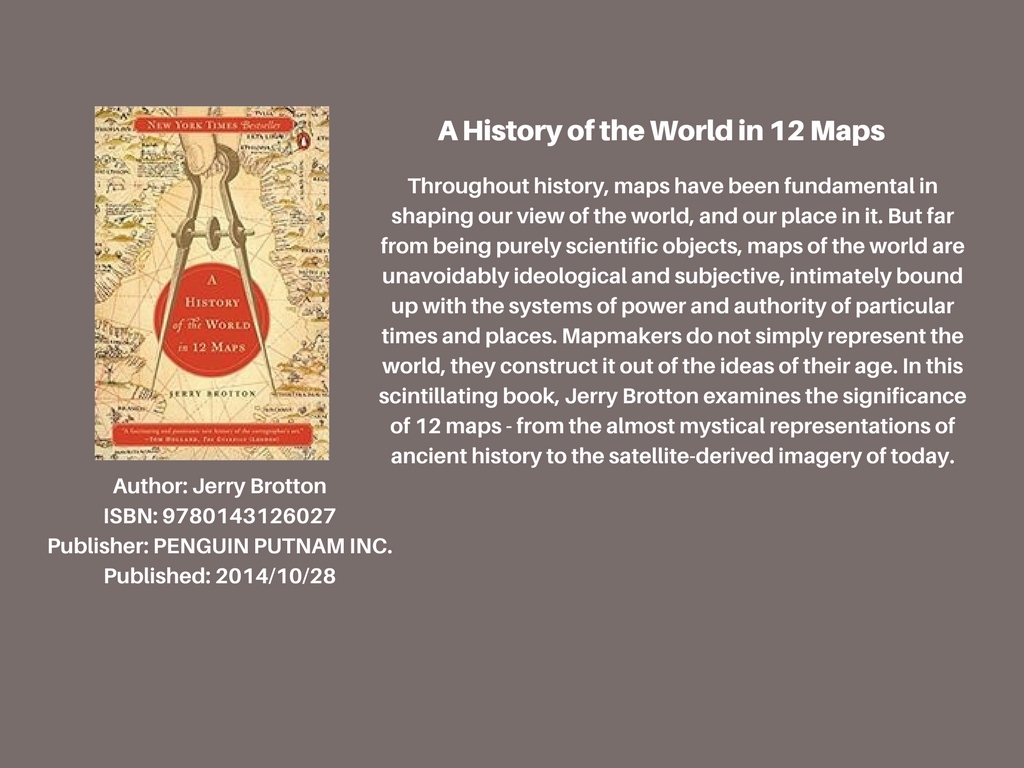 NEW YORK TIMES Bestseller
A
HISTORY
of the WORLD
in 12 MAPS
JERRY BROTTON
"A fascinating and panoramic new history of the cartographer's art."
—TOM HOLLAND, THE GUARDIAN (LONDON)
Author: Jerry Brotton
ISBN: 9780143126027
Publisher: PENGUIN PUTNAM INC.
Published: 2014/10/28
A History of the World in 12 Maps
Throughout history, maps have been fundamental in
shaping our view of the world, and our place in it. But far
from being purely scientific objects, maps of the world are
unavoidably ideological and subjective, intimately bound
up with the systems of power and authority of particular
times and places. Mapmakers do not simply represent the
world, they construct it out of the ideas of their age. In this
scintillating book, Jerry Brotton examines the significance
of 12 maps - from the almost mystical representations of
ancient history to the satellite-derived imagery of today.